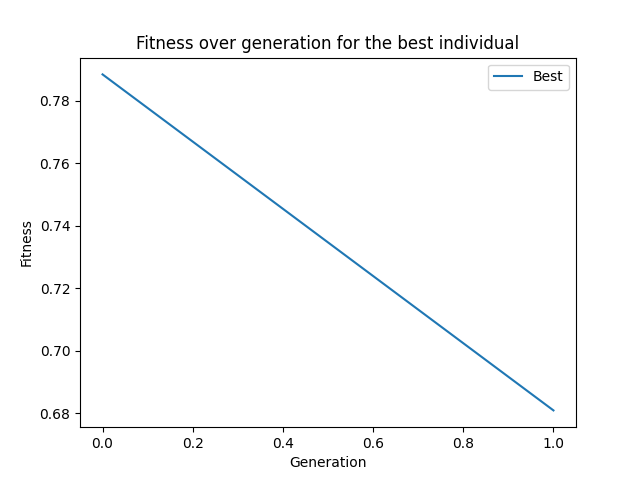 Fitness over generation for the best individual
Best
0.78
0.76
0.74
0.72
0.70
0.68
Fitness
0.0 0.2 0.4 0.6 0.8 1.0
Generation